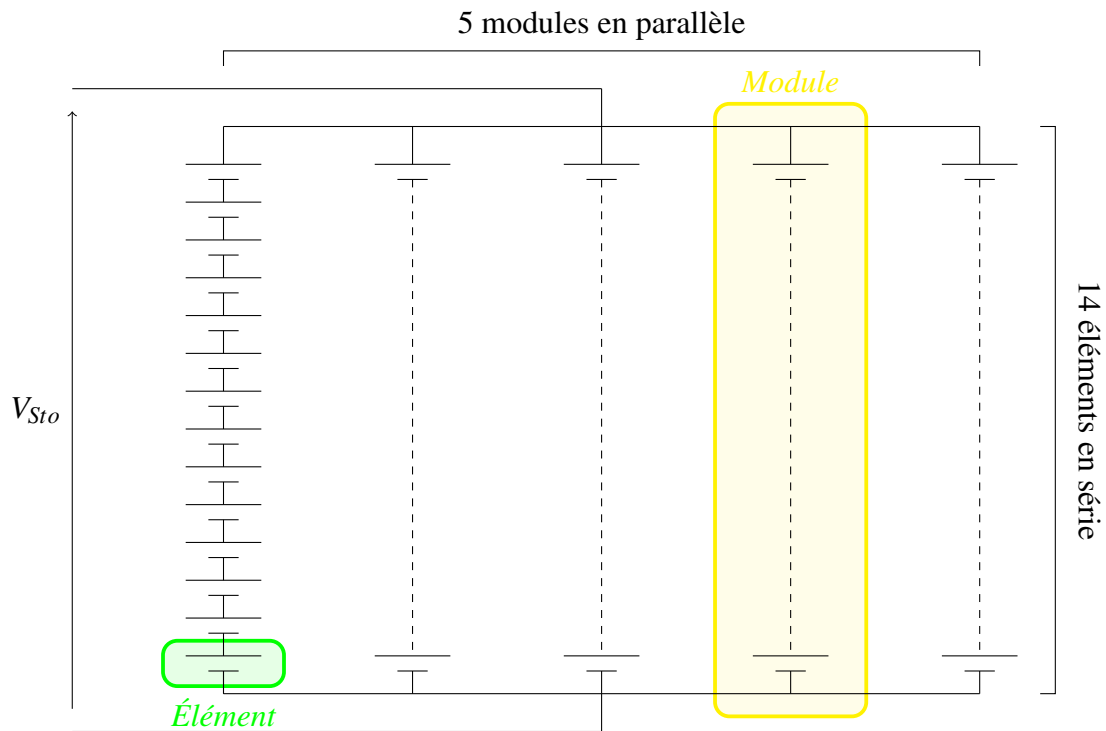 5 modules en parallèle
Module
V_Sto
14 éléments en série
Élément